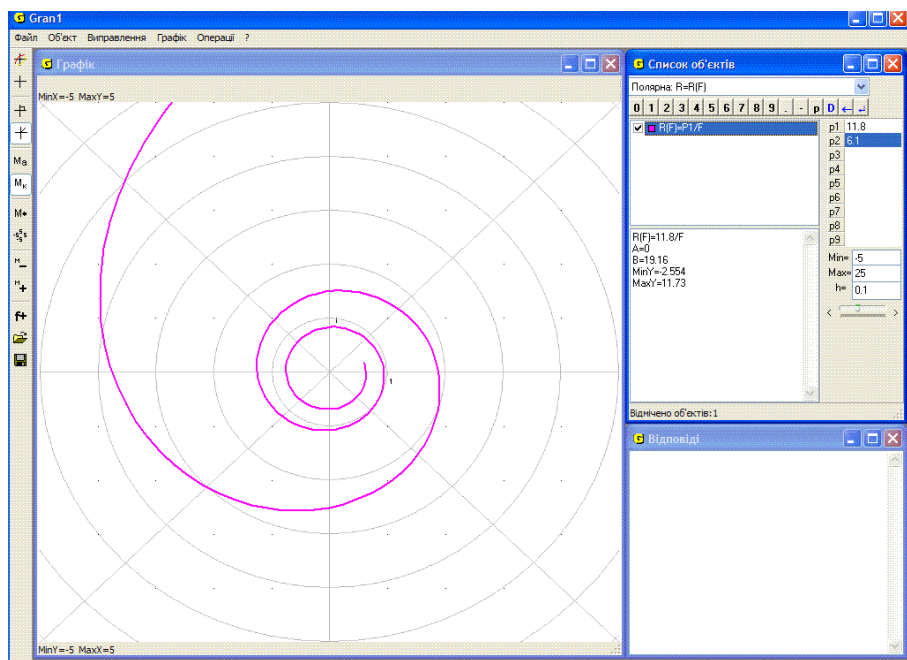 Gran1
Файл Об'єкт Виправлення Графік Операції ?
Графік
MinX=-5 MaxY=5
1
1
MinY=-5 MaxX=5
Ма
Мк
М+
М
М+
f+
Список об'єктів
Полярна: R=R(F)
0 1 2 3 4 5 6 7 8 9 . - p D ← ↵
R(F)=P1/F
p1 11.8
p2 6.1
p3
p4
p5
p6
p7
p8
p9
R(F)=11.8/F
A=0
B=19.16
MinY=-2.554
MaxY=11.73
Min= -5
Max= 25
h= 0.1
< >
Відмічено об'єктів:1
Відповіді